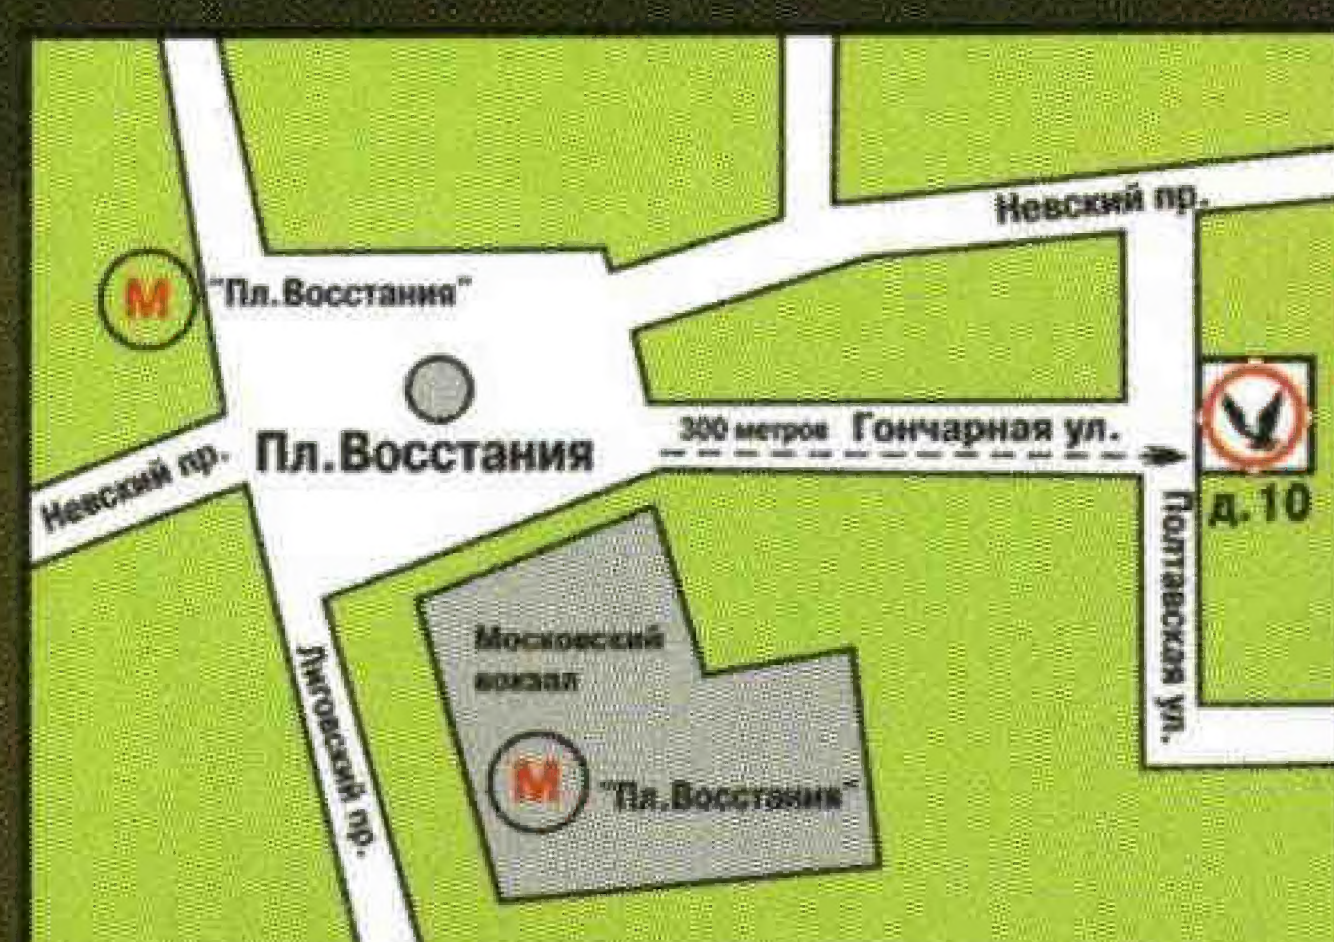 Невский пр.
М
"Пл.Восстания"
Пл.Восстания
300 метров Гончарная ул.
д.10
Невский пр.
Полтавская ул.
Лиговский пр.
Московский
вокзал
М
"Пл.Восстания"